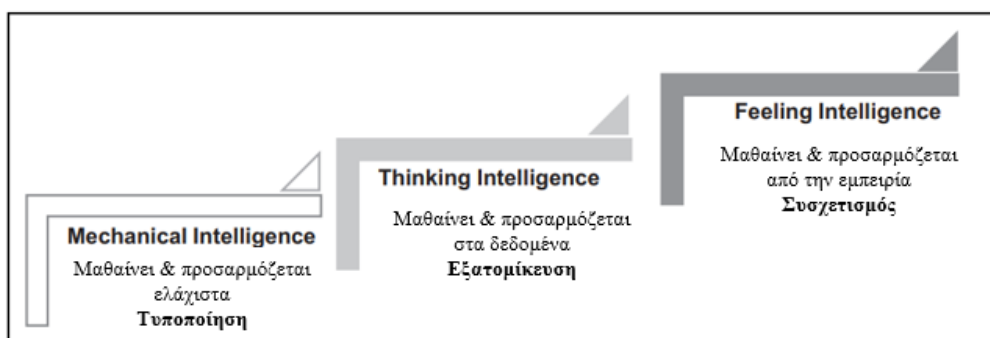 Mechanical Intelligence
Μαθαίνει & προσαρμόζεται
ελάχιστα
Τυποποίηση
Thinking Intelligence
Μαθαίνει & προσαρμόζεται
στα δεδομένα
Εξατομίκευση
Feeling Intelligence
Μαθαίνει & προσαρμόζεται
από την εμπειρία
Συσχετισμός